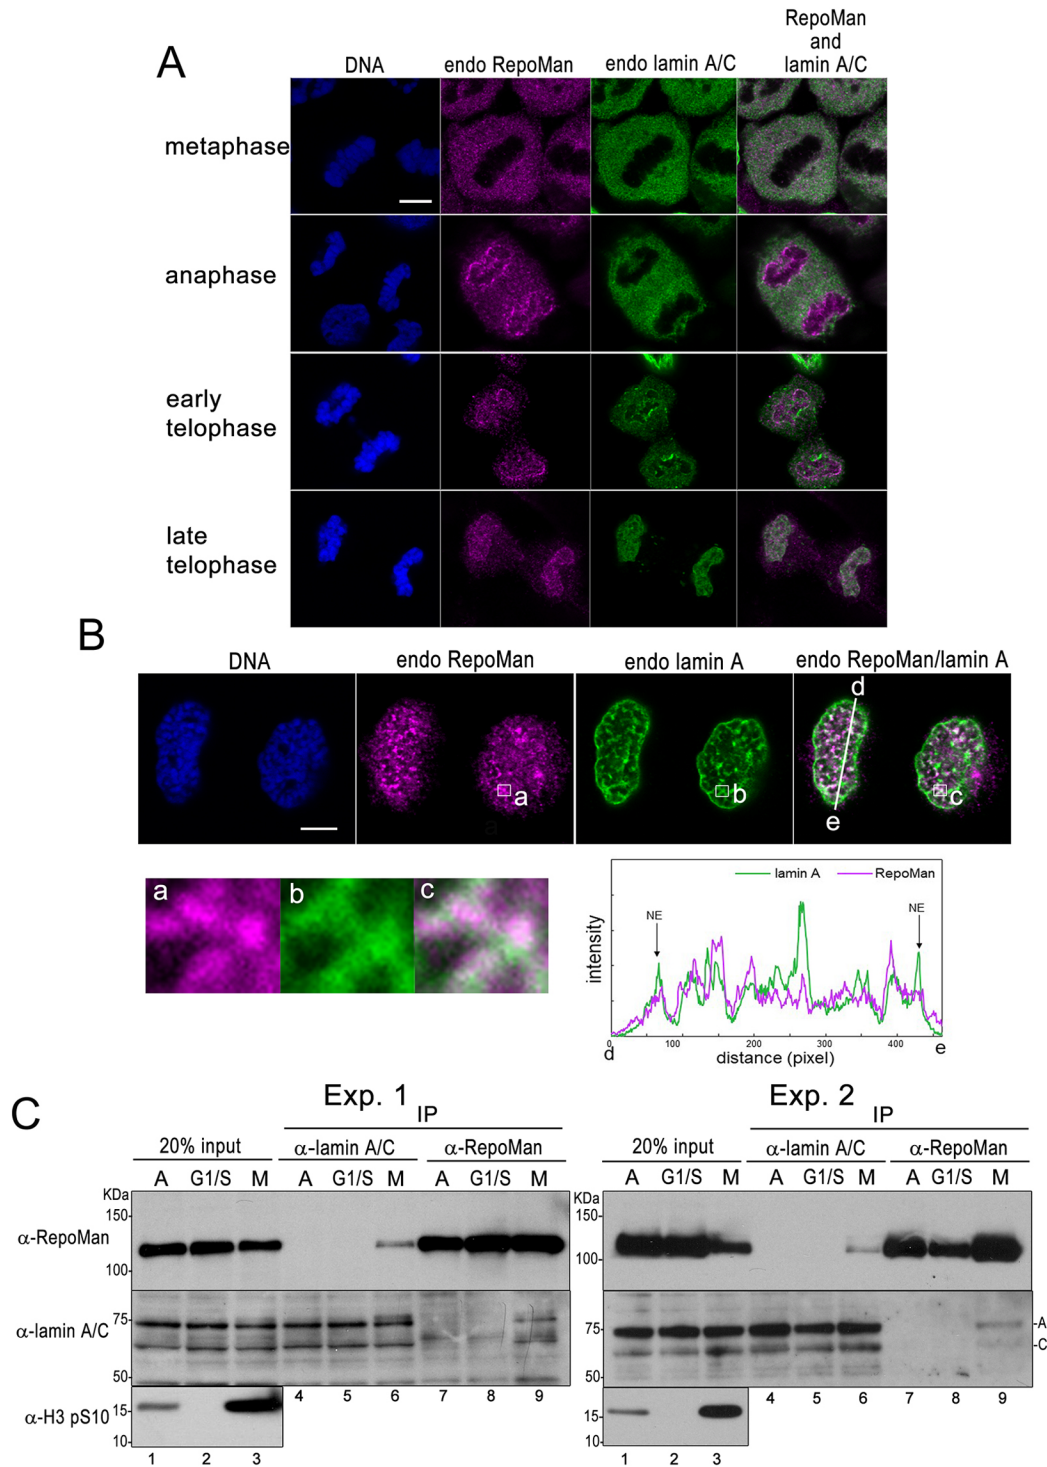 A
DNA
endo RepoMan
endo lamin A/C
RepoMan
and
lamin A/C
metaphase
anaphase
early
telophase
late
telophase
B
DNA
endo RepoMan
endo lamin A
endo RepoMan/lamin A
a
a
b
d
e
c
a
b
c
lamin A
RepoMan
NE
NE
intensity
0
100
200
300
400
d
distance (pixel)
e
C
Exp. 1
IP
20% input
α-lamin A/C
α-RepoMan
A G1/S M A G1/S M A G1/S M
KDa
150-
100
α-RepoMan
75-
α-lamin A/C
50-
4 5 6 7 8 9
α-H3 pS10
15-
10-
1 2 3
Exp. 2
IP
20% input
α-lamin A/C
α-RepoMan
A G1/S M A G1/S M A G1/S M
KDa
150-
100-
75-
-A
-C
50-
4 5 6 7 8 9
15-
10-
1 2 3